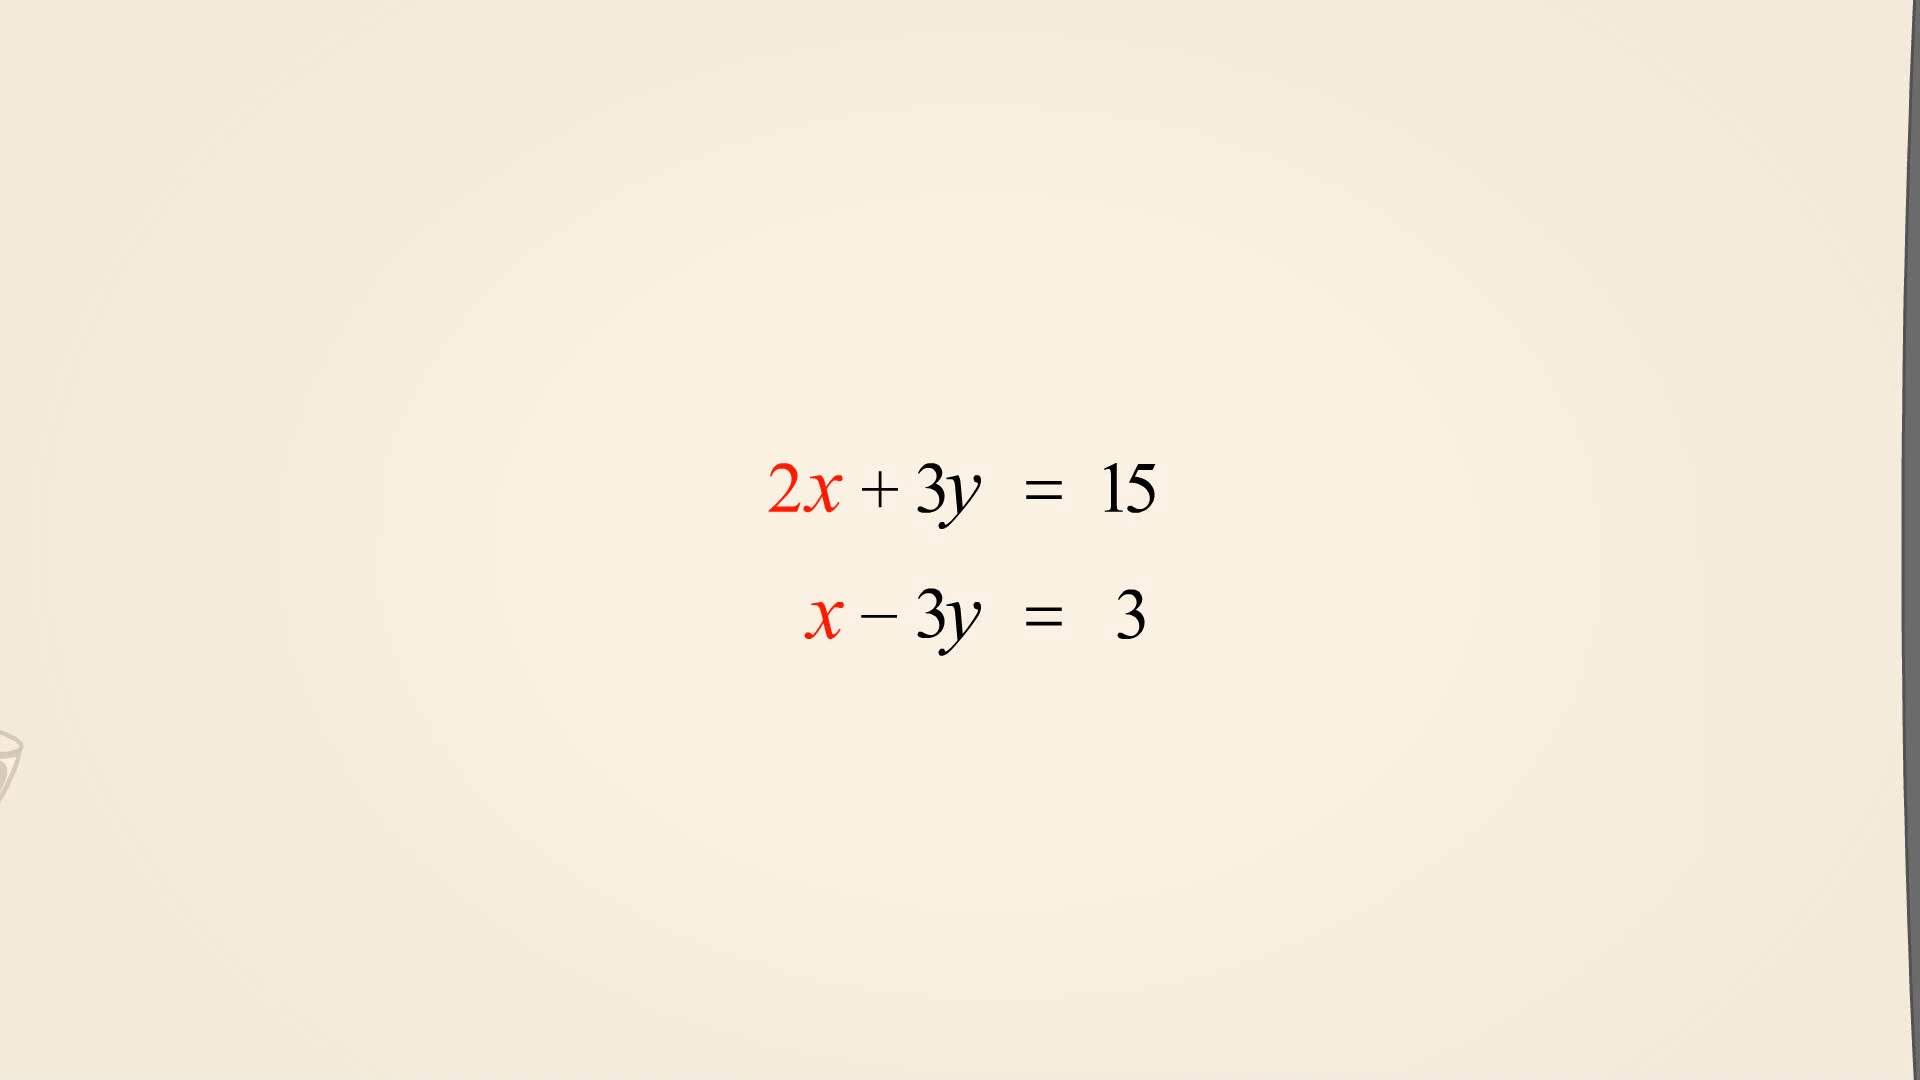 2x + 3y = 15
x − 3y = 3